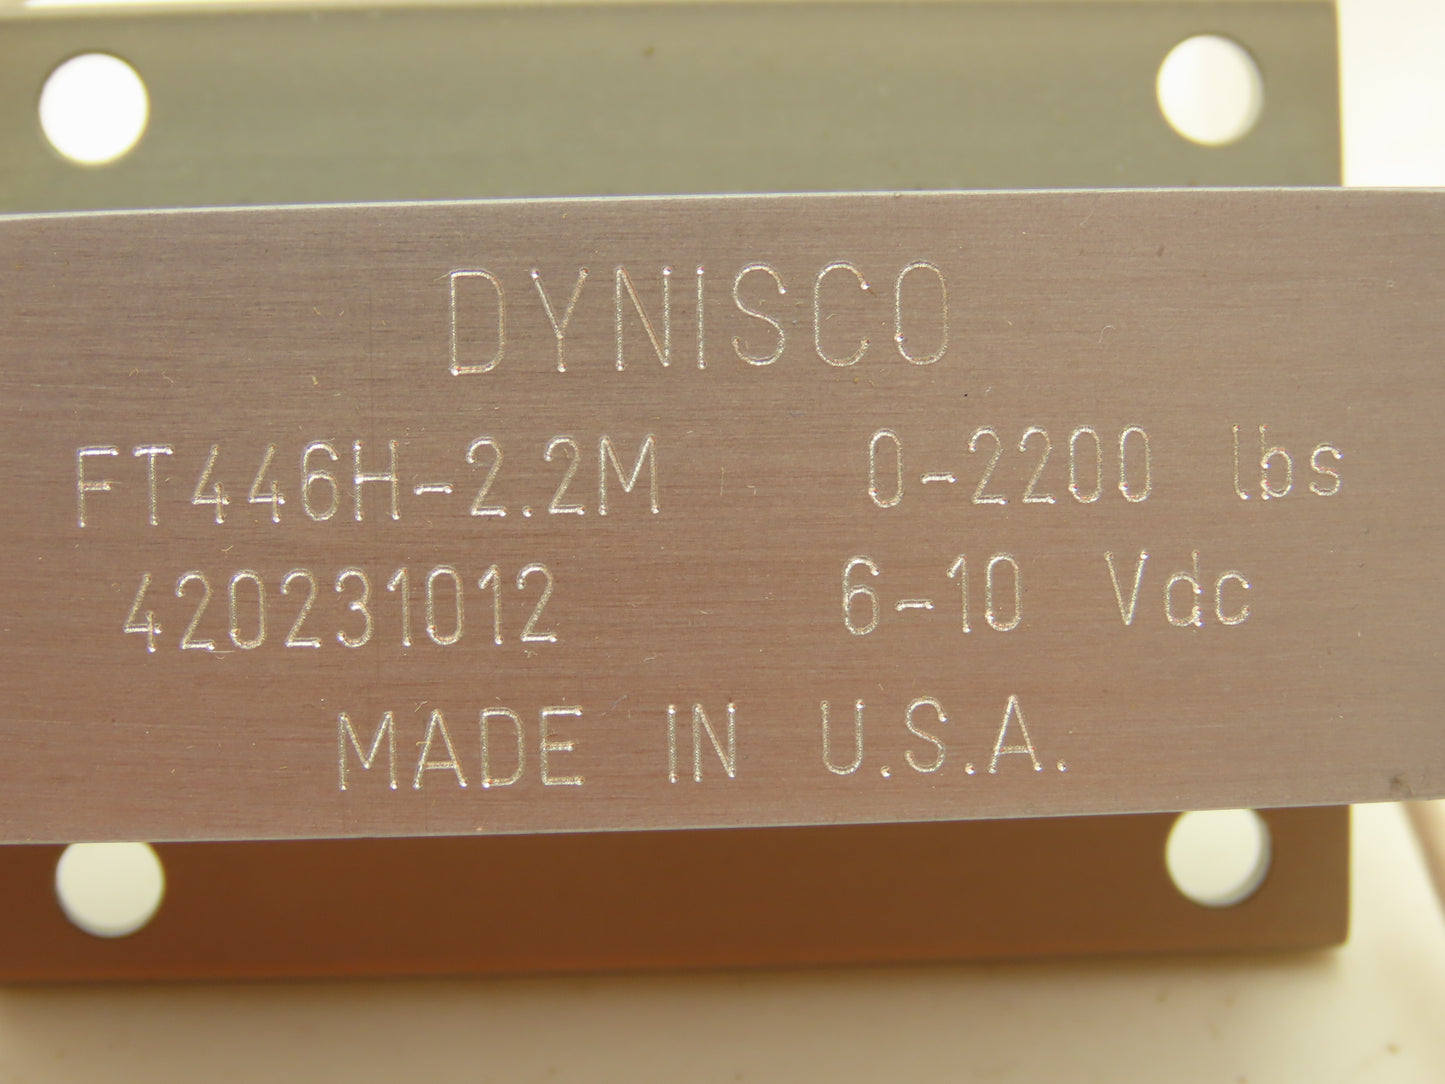 DYNISCO
FT446H-2.2M 0-2200 lbs
420231012 6-10 Vdc
MADE IN U.S.A.